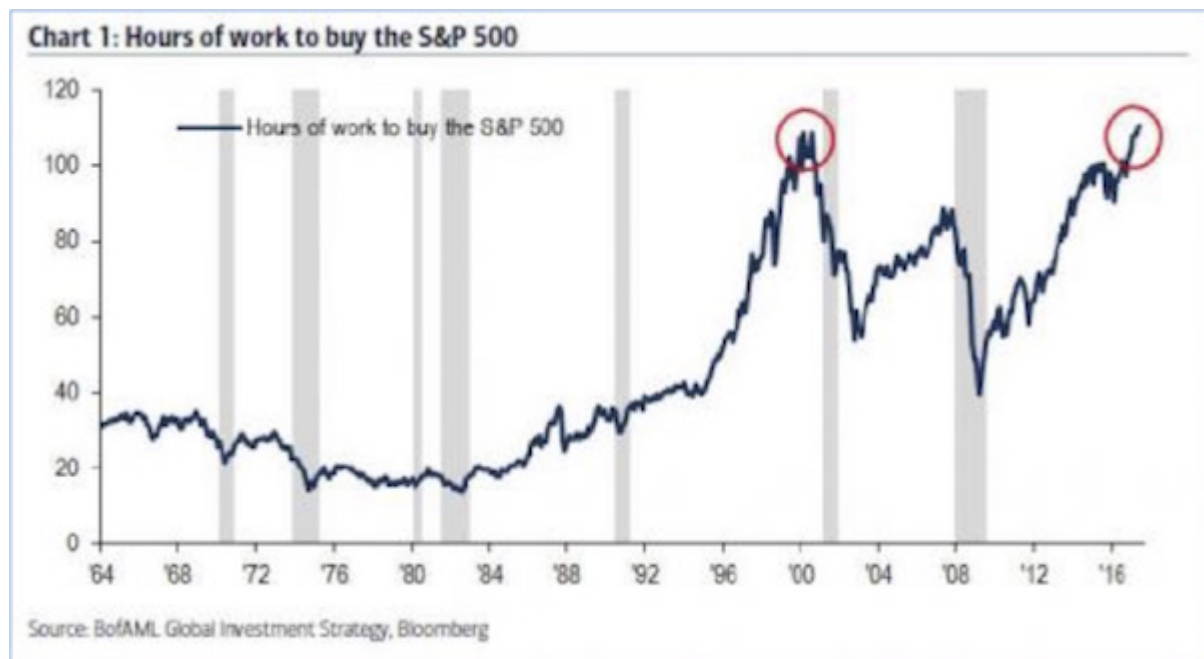 Chart 1: Hours of work to buy the S&P 500
120
Hours of work to buy the S&P 500
100
80
60
40
20
0
'64 '68 '72 '76 '80 '84 '88 '92 '96 '00 '04 '08 '12 '16
Source: BofAML Global Investment Strategy, Bloomberg